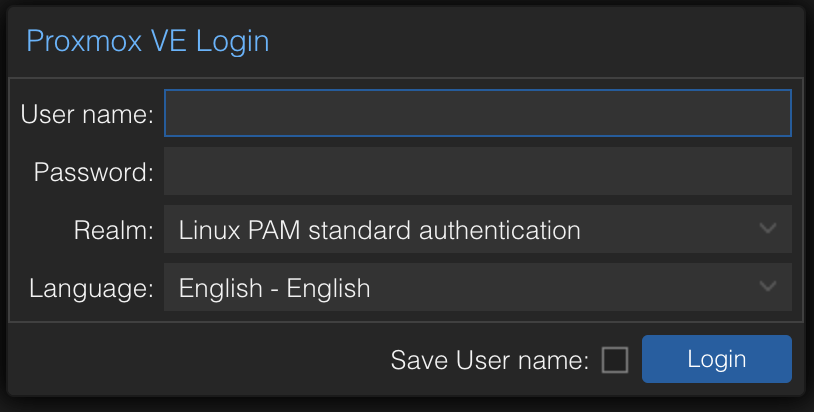 Proxmox VE Login
User name:
Password:
Realm: Linux PAM standard authentication
Language: English - English
Save User name: Login